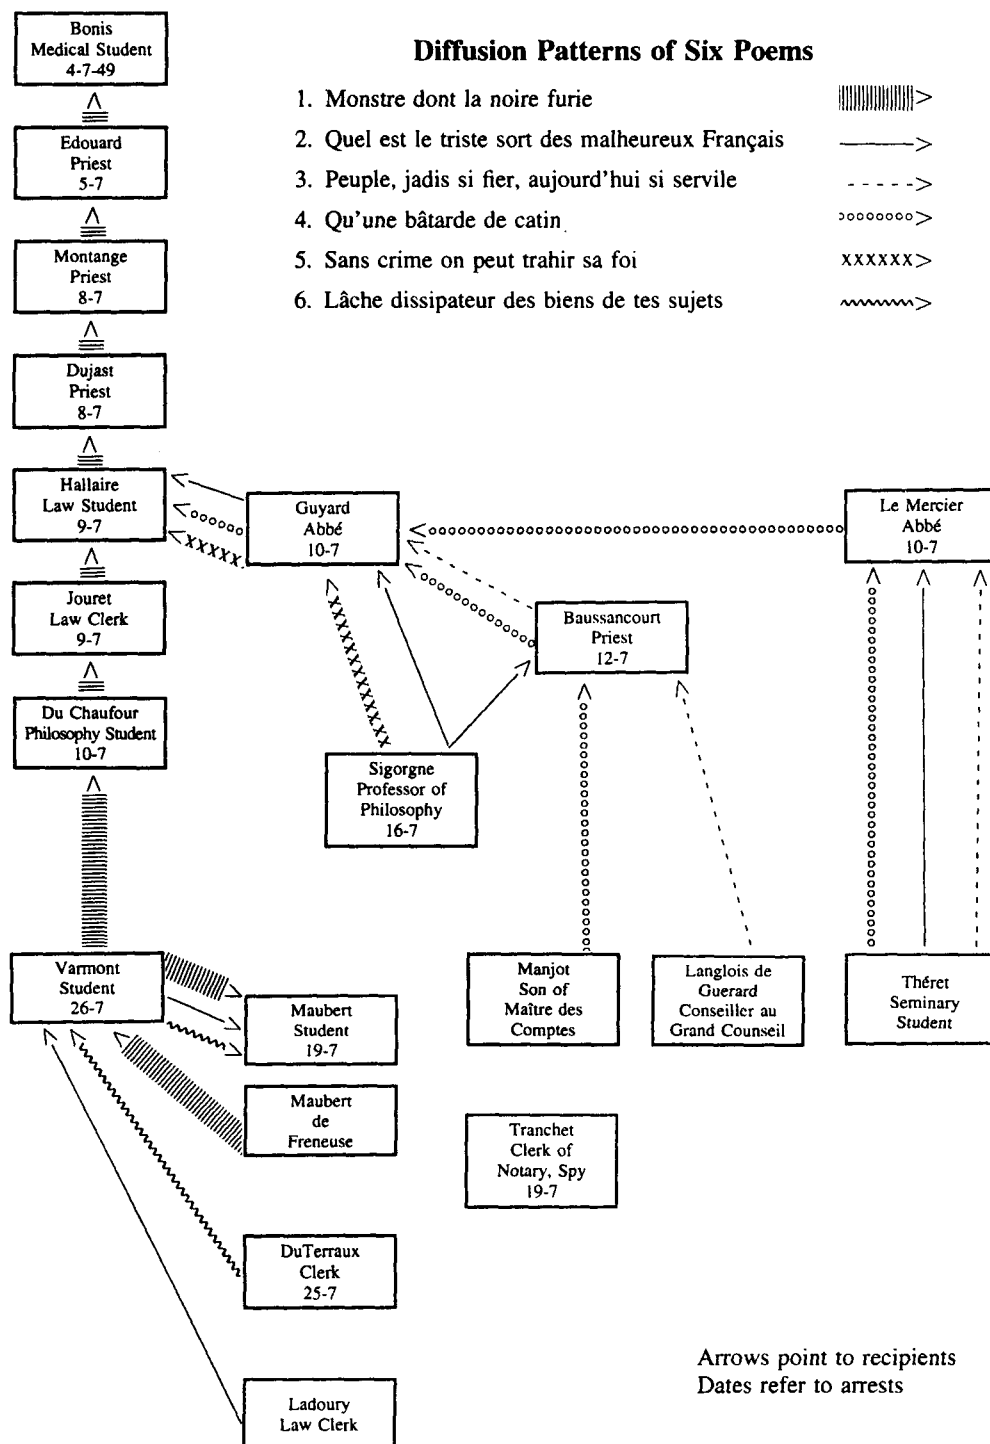 Diffusion Patterns of Six Poems
1. Monstre dont la noire furie
2. Quel est le triste sort des malheureux Français
3. Peuple, jadis si fier, aujourd'hui si servile
4. Qu'une bâtarde de catin
5. Sans crime on peut trahir sa foi
xxxxxx>
6. Lâche dissipateur des biens de tes sujets
Bonis
Medical Student
4-7-49
Edouard
Priest
5-7
Montange
Priest
8-7
Dujast
Priest
8-7
Hallaire
Law Student
9-7
Guyard
Abbé
10-7
Le Mercier
Abbé
10-7
Jouret
Law Clerk
9-7
Baussancourt
Priest
12-7
Du Chaufour
Philosophy Student
10-7
Sigorgne
Professor of
Philosophy
16-7
Varmont
Student
26-7
Maubert
Student
19-7
Manjot
Son of
Maître des
Comptes
Langlois de
Guerard
Conseiller au
Grand Counseil
Théret
Seminary
Student
Maubert
de
Freneuse
Tranchet
Clerk of
Notary, Spy
19-7
DuTerraux
Clerk
25-7
Ladoury
Law Clerk
Arrows point to recipients
Dates refer to arrests